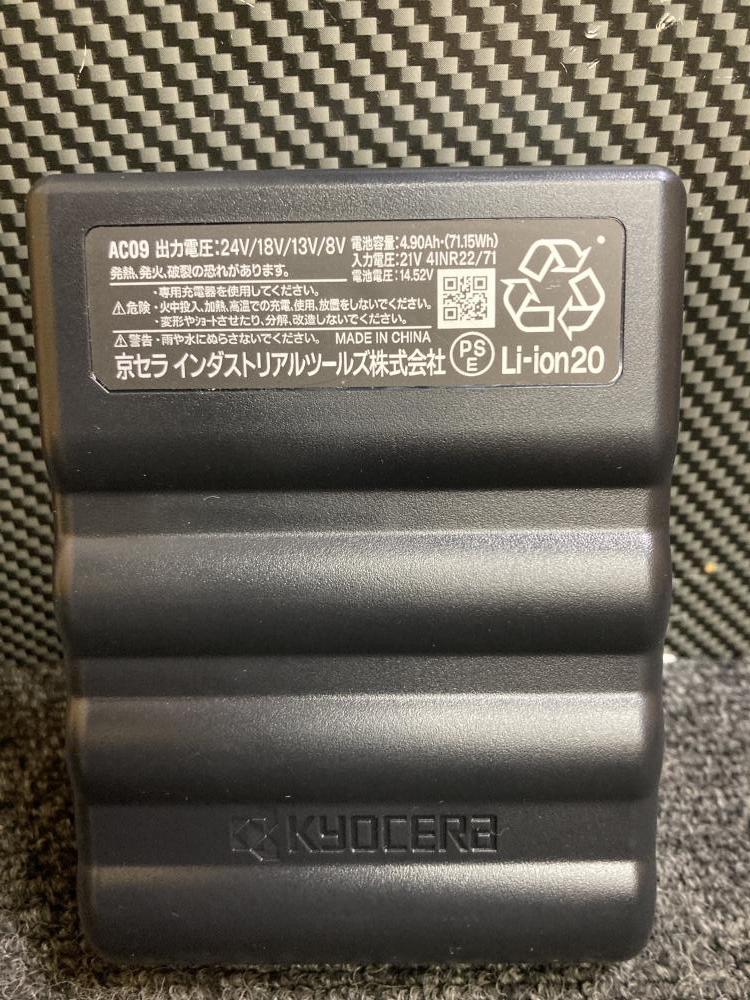 AC09 出力電圧:24V/18V/13V/8V
電池容量:4.90Ah・(71.15Wh)
入力電圧:21V 4INR22/71
電池電圧:14.52V
発熱、発火、破裂の恐れがあります。
・専用充電器を使用してください。
⚠危険・火中投入、加熱、高温での充電、使用、放置をしないでください。
・変形やショートさせたり、分解、改造しないでください。
⚠警告・雨や水にぬらさないでください。 MADE IN CHINA
京セラ インダストリアルツールズ株式会社 PSE Li-ion20
KYOCERA